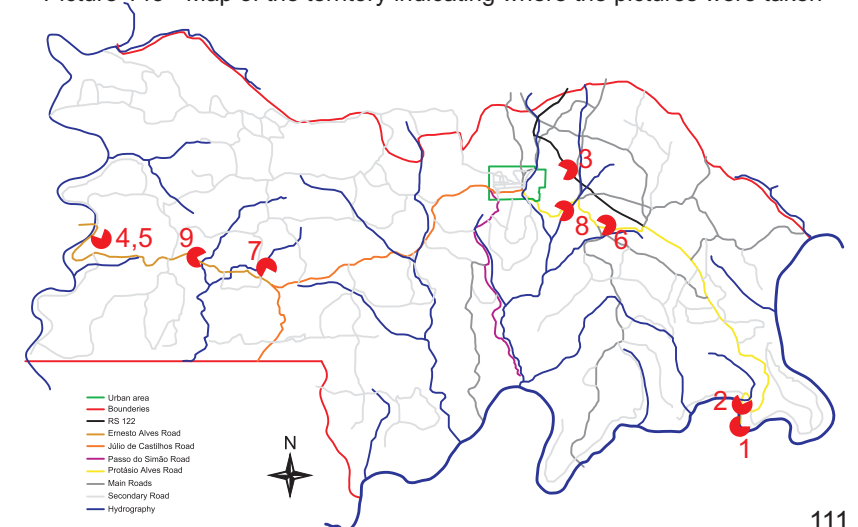 Picture 118 - Map of the territory indicating where the pictures were taken
3
8
6
4,5
9
7
2
1
Urban area
Bounderies
RS 122
Ernesto Alves Road
Júlio de Castilhos Road
Passo do Simão Road
Protásio Alves Road
Main Roads
Secondary Road
Hydrography
N
111